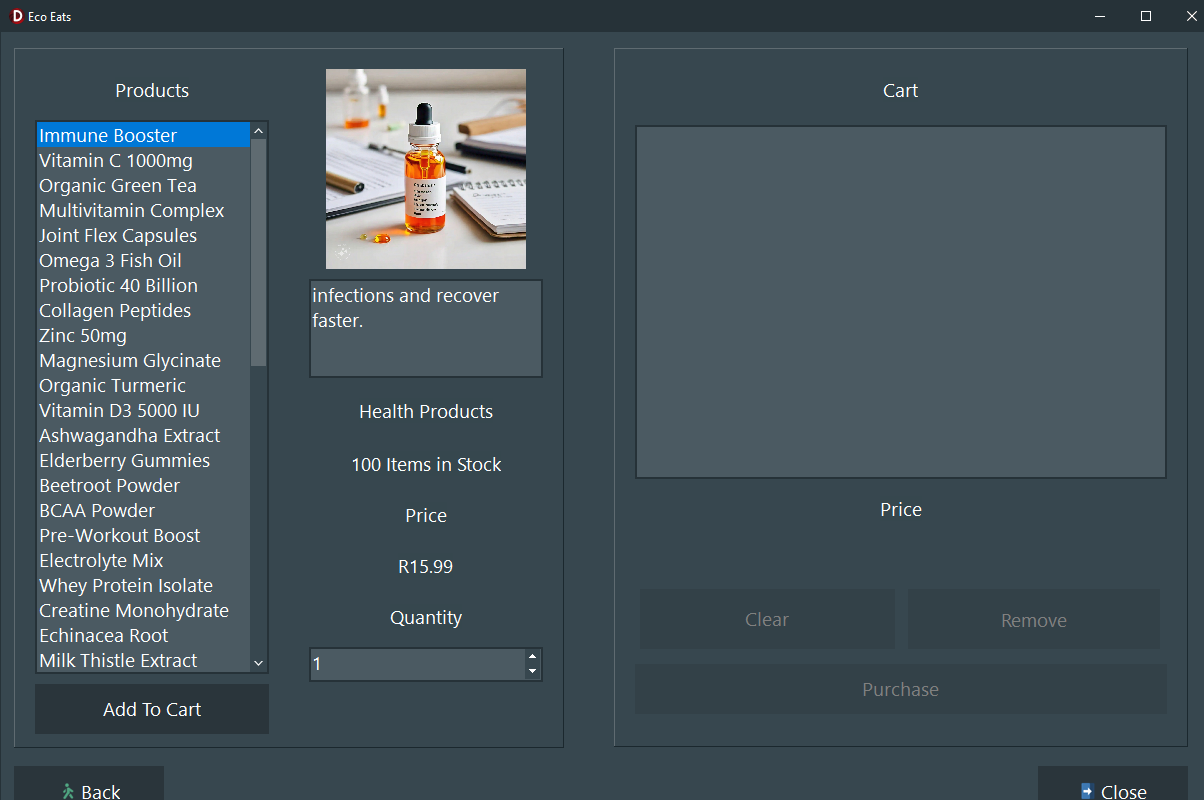 Eco Eats
Products
Immune Booster
Vitamin C 1000mg
Organic Green Tea
Multivitamin Complex
Joint Flex Capsules
Omega 3 Fish Oil
Probiotic 40 Billion
Collagen Peptides
Zinc 50mg
Magnesium Glycinate
Organic Turmeric
Vitamin D3 5000 IU
Ashwagandha Extract
Elderberry Gummies
Beetroot Powder
BCAA Powder
Pre-Workout Boost
Electrolyte Mix
Whey Protein Isolate
Creatine Monohydrate
Echinacea Root
Milk Thistle Extract
Add To Cart
infections and recover
faster.
Health Products
100 Items in Stock
Price
R15.99
Quantity
1
Cart
Price
Clear
Remove
Purchase
Back
Close